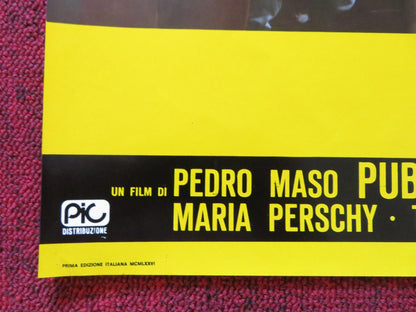 UN FILM DI PEDRO MASO PUB
MARIA PERSCHY ·
PiC
DISTRIBUZIONE
PRIMA EDIZIONE ITALIANA MCMLXXVI